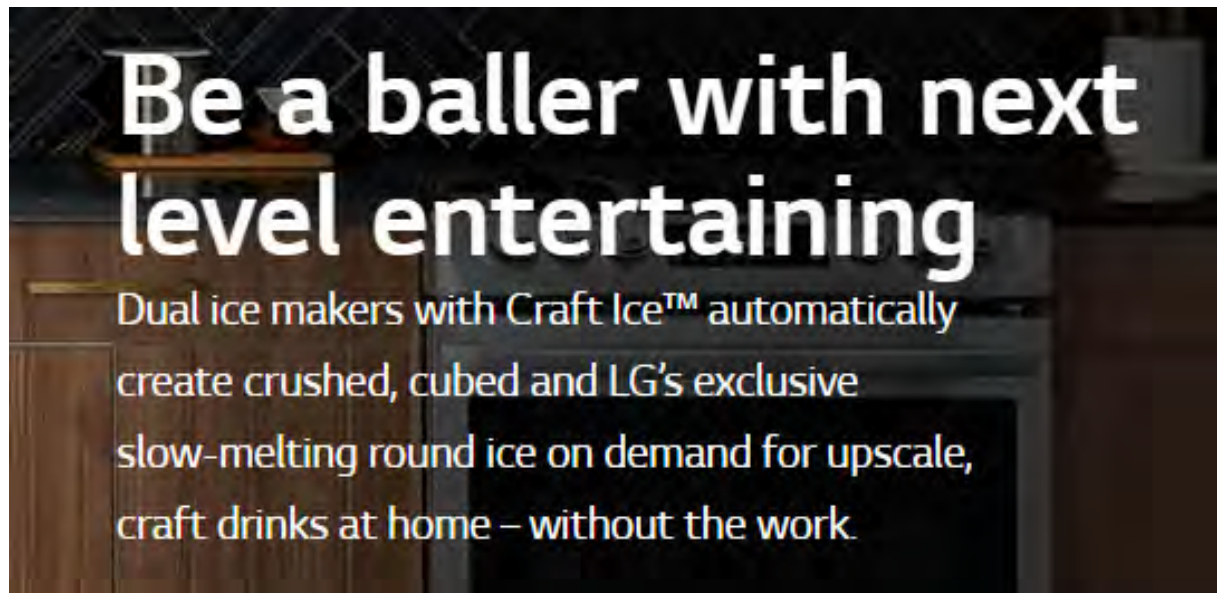 Be a baller with next
level entertaining
Dual ice makers with Craft Ice™ automatically
create crushed, cubed and LG’s exclusive
slow-melting round ice on demand for upscale,
craft drinks at home – without the work.